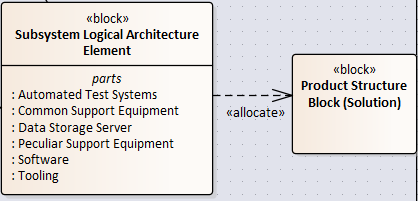 «block»
Subsystem Logical Architecture
Element
parts
: Automated Test Systems
: Common Support Equipment
: Data Storage Server
: Peculiar Support Equipment
: Software
: Tooling
«allocate»
«block»
Product Structure
Block (Solution)